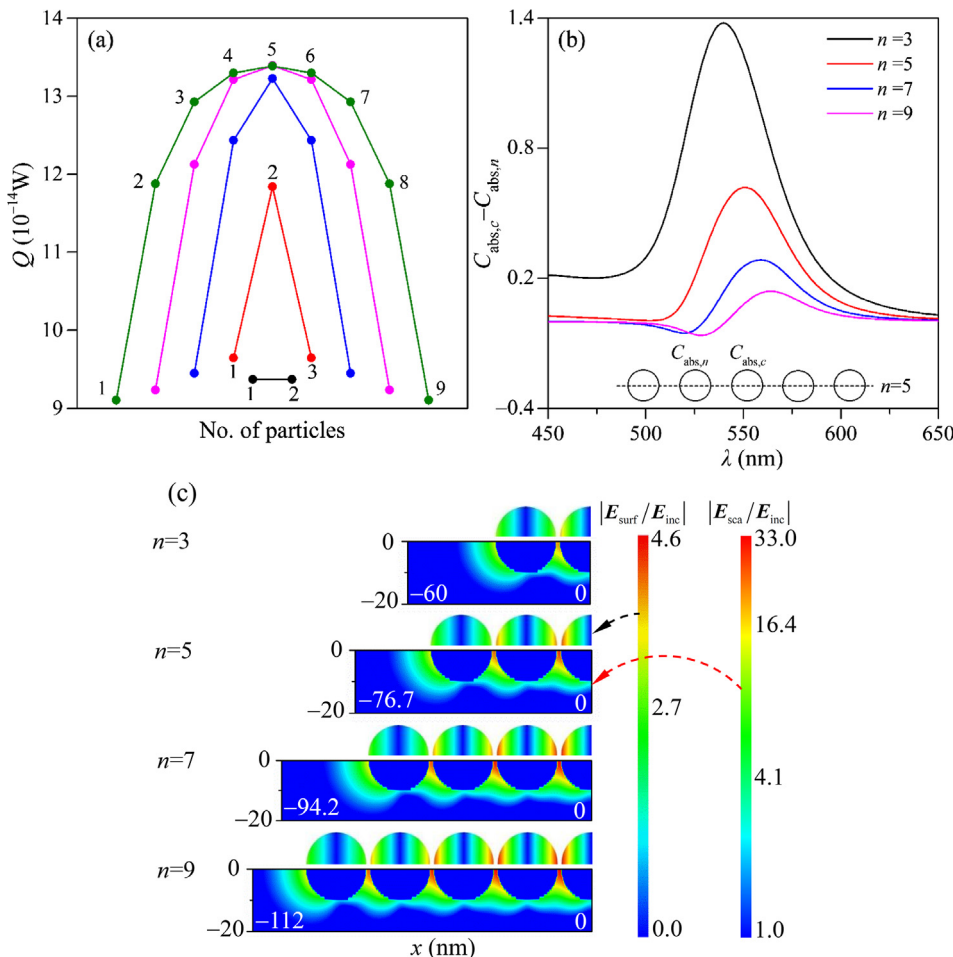 (a)
14
13
12
11
10
9
Q (10⁻¹⁴W)
4 5 6
3 7
2 2 8
1 1 3 9
1 2
No. of particles
(b)
1.4
0.8
0.2
−0.4
C_abs,c−C_abs,n
n =3
n =5
n =7
n =9
C_abs,n C_abs,c
n=5
450 500 550 600 650
λ (nm)
(c)
|E_surf/E_inc| |E_sca/E_inc|
n=3
0
−20
−60 0
n=5
0
−20
−76.7 0
n=7
0
−20
−94.2 0
n=9
0
−20
−112 0
x (nm)
4.6
2.7
0.0
33.0
16.4
4.1
1.0